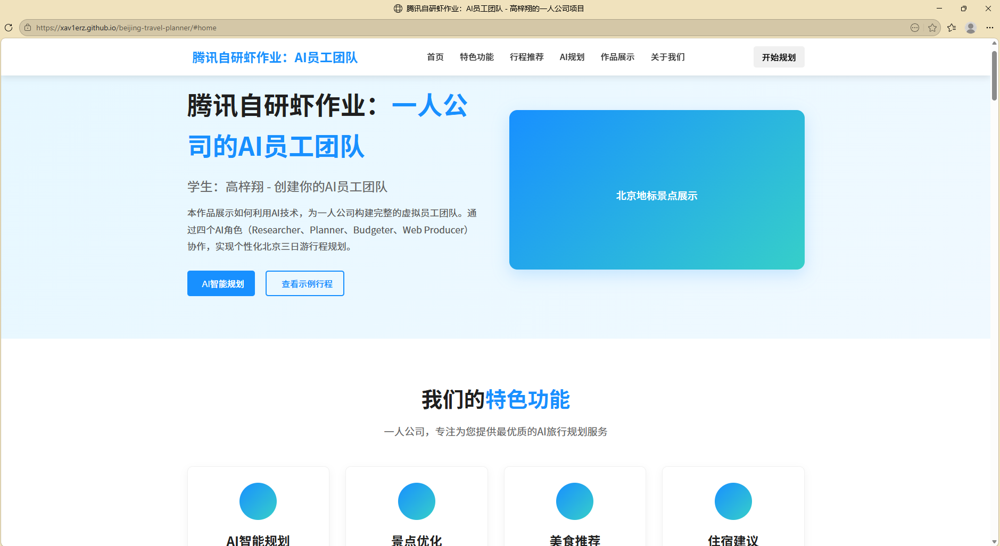 腾讯自研虾作业：AI员工团队 - 高梓翔的一人公司项目
https://xav1erz.github.io/beijing-travel-planner/#home
腾讯自研虾作业：AI员工团队
首页
特色功能
行程推荐
AI规划
作品展示
关于我们
开始规划
腾讯自研虾作业：一人公
司的AI员工团队
学生：高梓翔 - 创建你的AI员工团队
本作品展示如何利用AI技术，为一人公司构建完整的虚拟员工团队。通
过四个AI角色（Researcher、Planner、Budgeter、Web Producer）
协作，实现个性化北京三日游行程规划。
AI智能规划
查看示例行程
北京地标景点展示
我们的特色功能
一人公司，专注为您提供最优质的AI旅行规划服务
AI智能规划
景点优化
美食推荐
住宿建议